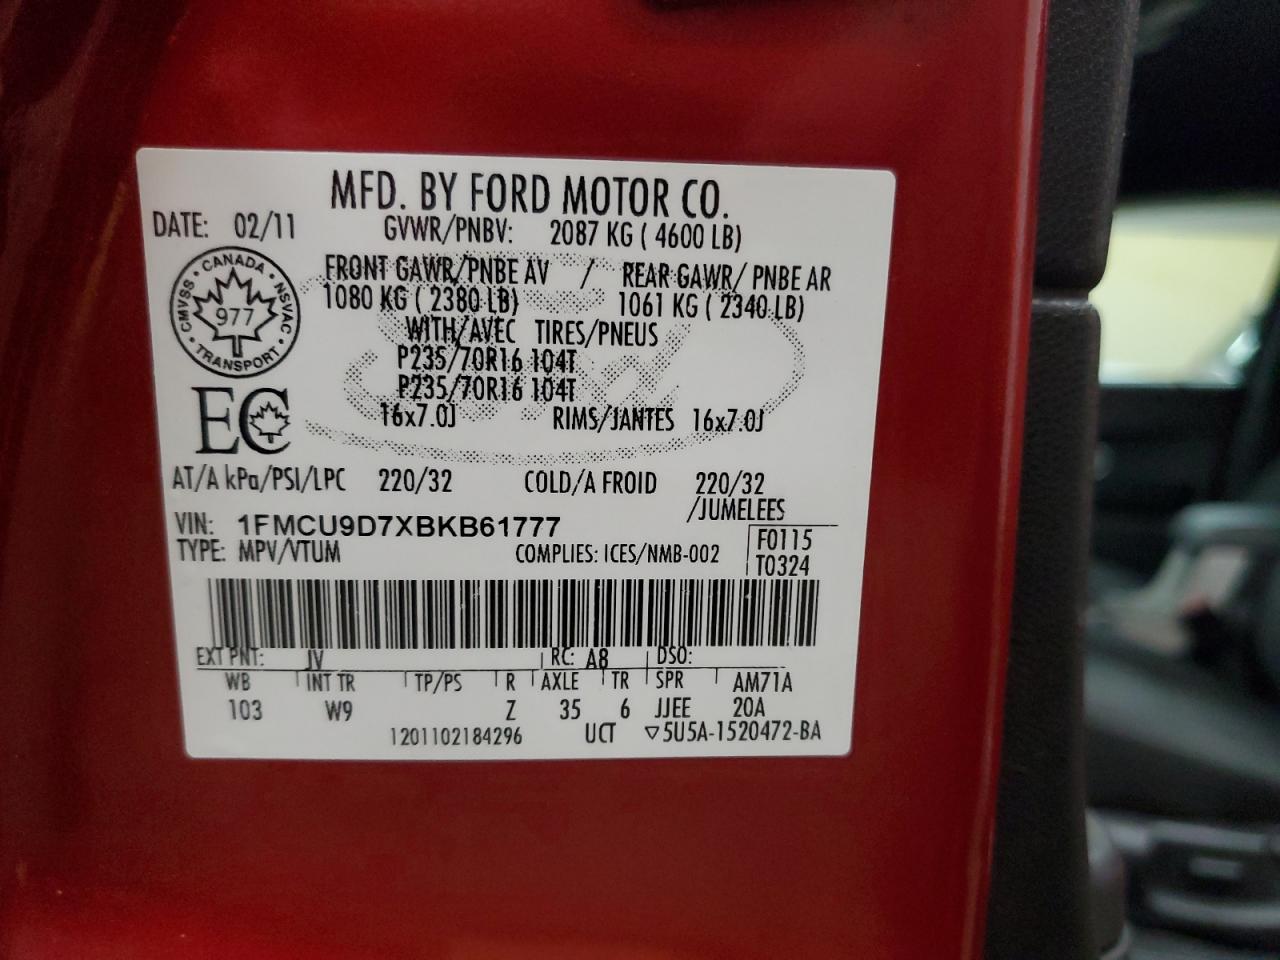 MFD. BY FORD MOTOR CO.
DATE: 02/11 GVWR/PNBV: 2087 KG ( 4600 LB)
CMVSS • CANADA • NSVAC • TRANSPORT •
977
FRONT GAWR/PNBE AV / REAR GAWR/ PNBE AR
1080 KG ( 2380 LB) 1061 KG ( 2340 LB)
WITH/AVEC TIRES/PNEUS
P235/70R16 104T
P235/70R16 104T
EC
16x7.0J RIMS/JANTES 16x7.0J
AT/A kPa/PSI/LPC 220/32 COLD/A FROID 220/32
/JUMELEES
VIN: 1FMCU9D7XBKB61777
F0115
TYPE: MPV/VTUM COMPLIES: ICES/NMB-002
T0324
EXT PNT: JV RC: A8 DSO:
WB INT TR TP/PS R AXLE TR SPR AM71A
103 W9 Z 35 6 JJEE 20A
1201102184296 UCT ▽5U5A-1520472-BA